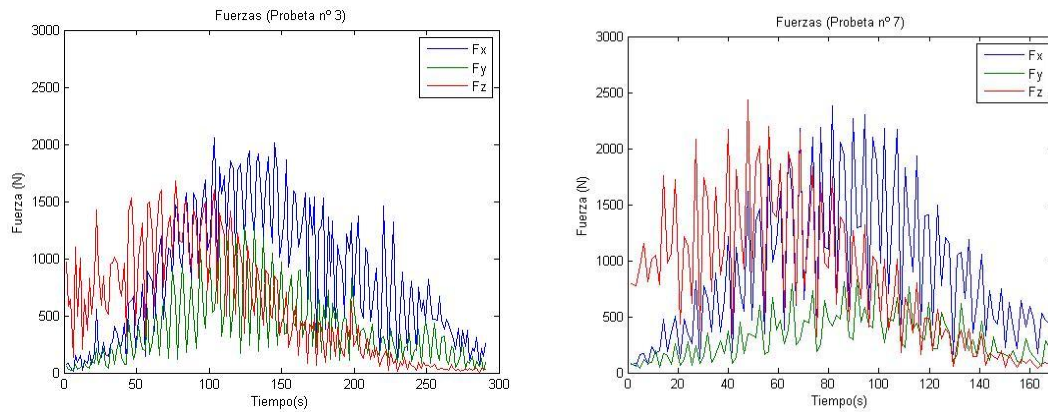 Fuerzas (Probeta nº 3)
3000
2500
2000
1500
1000
500
0
Fuerza (N)
Fx
Fy
Fz
0 50 100 150 200 250 300
Tiempo(s)
Fuerzas (Probeta nº 7)
3000
2500
2000
1500
1000
500
0
Fuerza (N)
Fx
Fy
Fz
0 20 40 60 80 100 120 140 160
Tiempo(s)